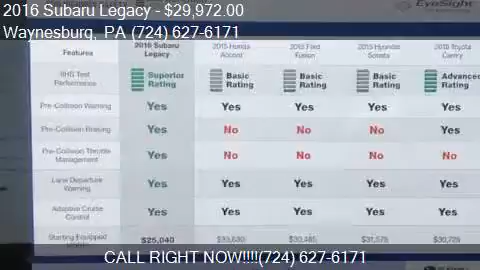 2016 Subaru Legacy - $29,972.00
Waynesburg, PA (724) 627-6171
EyeSight
Features 2016 Subaru Legacy 2015 Honda Accord 2015 Ford Fusion 2015 Hyundai Sonata 2015 Toyota Camry
IIHS Test Performance Superior Rating Basic Rating Basic Rating Basic Rating Advanced Rating
Pre-Collision Warning Yes Yes Yes Yes Yes
Pre-Collision Braking Yes No No No Yes
Pre-Collision Throttle Management Yes No No No No
Lane Departure Warning Yes Yes Yes Yes Yes
Adaptive Cruise Control Yes Yes Yes Yes Yes
Starting Equipped $25,040
CALL RIGHT NOW!!!!(724) 627-6171